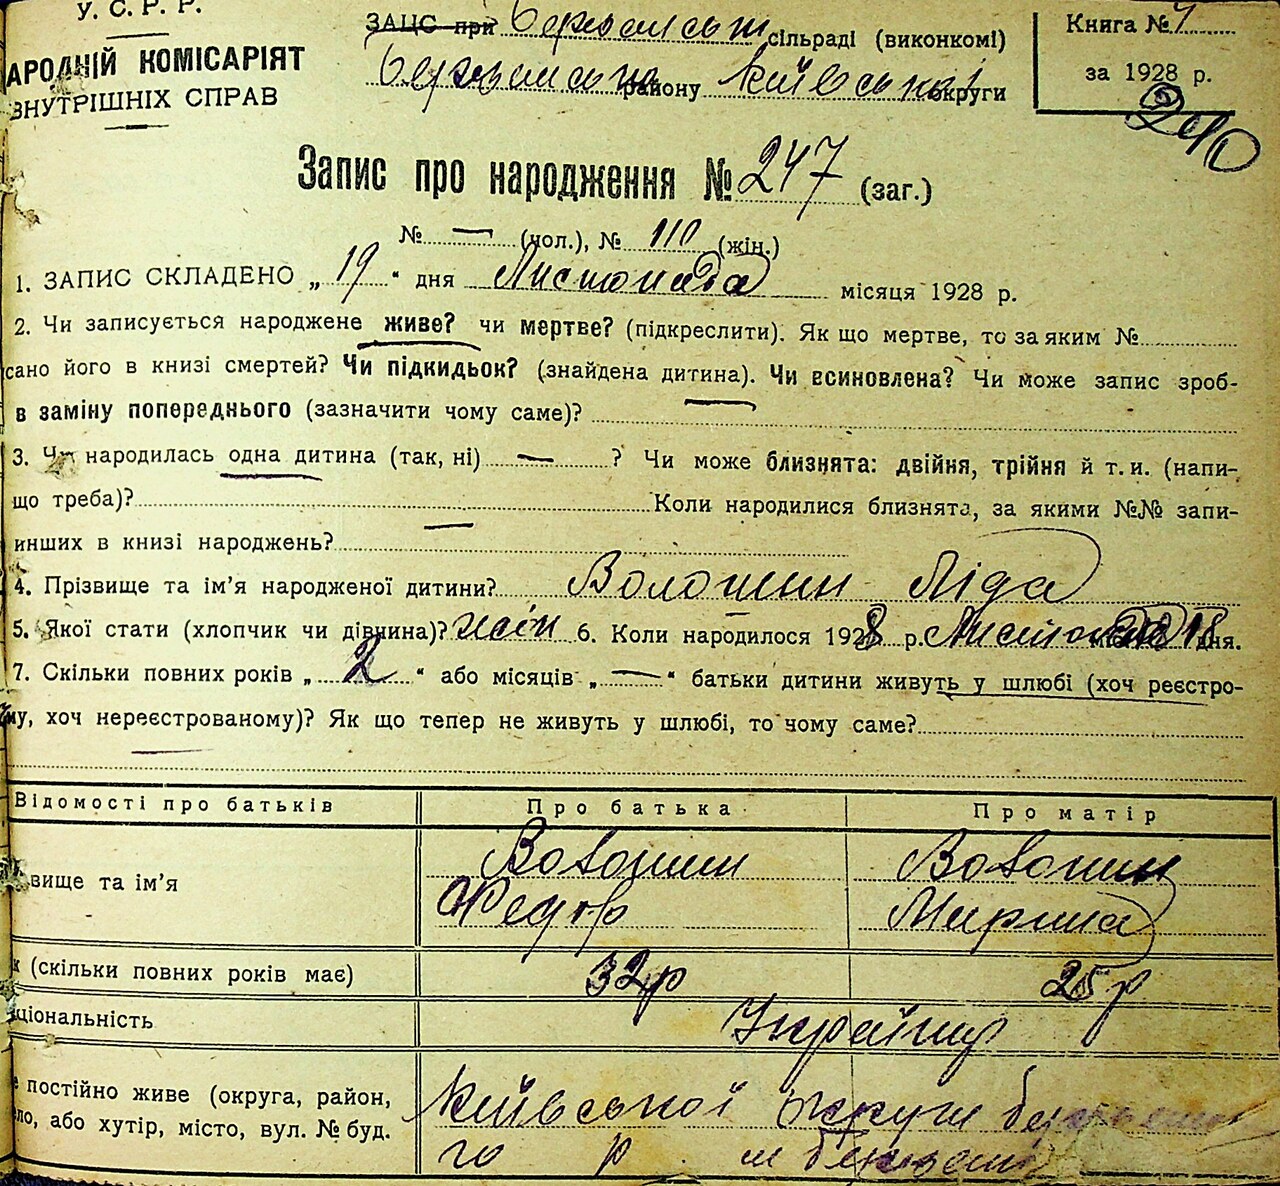 У. С. Р. Р.
АРОДНІЙ КОМІСАРІЯТ
ВНУТРІШНІХ СПРАВ
ЗАЦС при сільраді (виконкомі)
району Київської округи
Книга № 1
за 1928 р.
240
Запис про народження № 247 (заг.)
№ — (чол.), № 110 (жін.)
1. ЗАПИС СКЛАДЕНО „ 19 “ дня Листопада місяця 1928 р.
2. Чи записується народжене живе? чи мертве? (підкреслити). Як що мертве, то за яким №
сано його в книзі смертей? Чи підкидьок? (знайдена дитина). Чи всиновлена? Чи може запис зроб-
в заміну попереднього (зазначити чому саме)? —
3. Чи народилась одна дитина (так, ні) — ? Чи може близнята: двійня, трійня й т. и. (напи-
що треба)? Коли народилися близнята, за якими №№ запи-
инших в книзі народжень? —
4. Прізвище та ім’я народженої дитини? Волошин Ліда
5. Якої стати (хлопчик чи дівчина)? жін 6. Коли народилося 1928 р. Листопада 18 дня.
7. Скільки повних років „ 2 “ або місяців „ — “ батьки дитини живуть у шлюбі (хоч реєстро-
му, хоч нереєстрованому)? Як що тепер не живуть у шлюбі, то чому саме?
—
Відомості про батьків Про батька Про матір
вище та ім’я Волошин Федор Волошин Марина
к (скільки повних років має) 32 р 25 р
ціональність Українці
е постійно живе (округа, район, Київської округи
ло, або хутір, місто, вул. № буд. го р. м